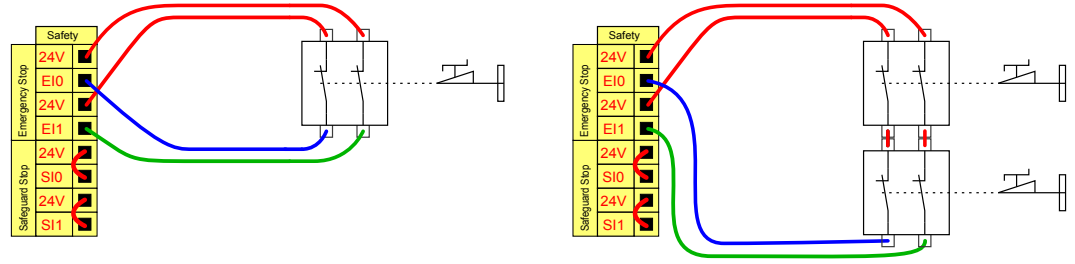 Safety
Emergency Stop
24V
EI0
24V
EI1
Safeguard Stop
24V
SI0
24V
SI1
Safety
Emergency Stop
24V
EI0
24V
EI1
Safeguard Stop
24V
SI0
24V
SI1